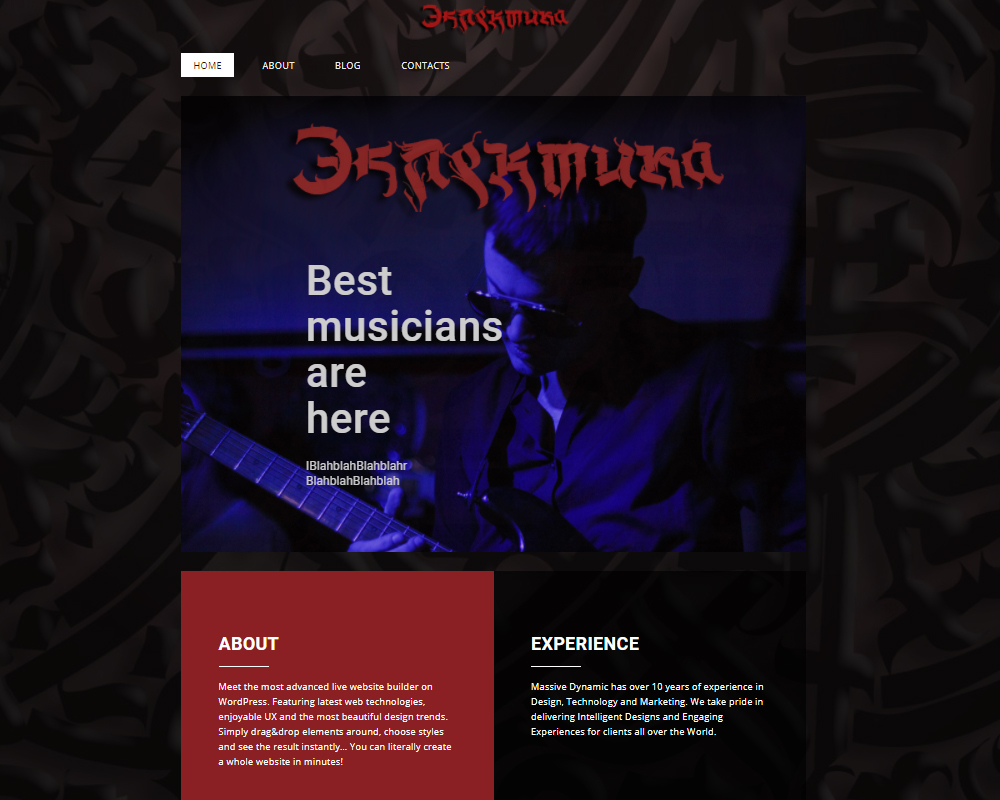 Эклектика
HOME ABOUT BLOG CONTACTS
Эклектика
Best
musicians
are
here
IBlahblahBlahblahr
BlahblahBlahblah
ABOUT
Meet the most advanced live website builder on
WordPress. Featuring latest web technologies,
enjoyable UX and the most beautiful design trends.
Simply drag&drop elements around, choose styles
and see the result instantly... You can literally create
a whole website in minutes!
EXPERIENCE
Massive Dynamic has over 10 years of experience in
Design, Technology and Marketing. We take pride in
delivering Intelligent Designs and Engaging
Experiences for clients all over the World.